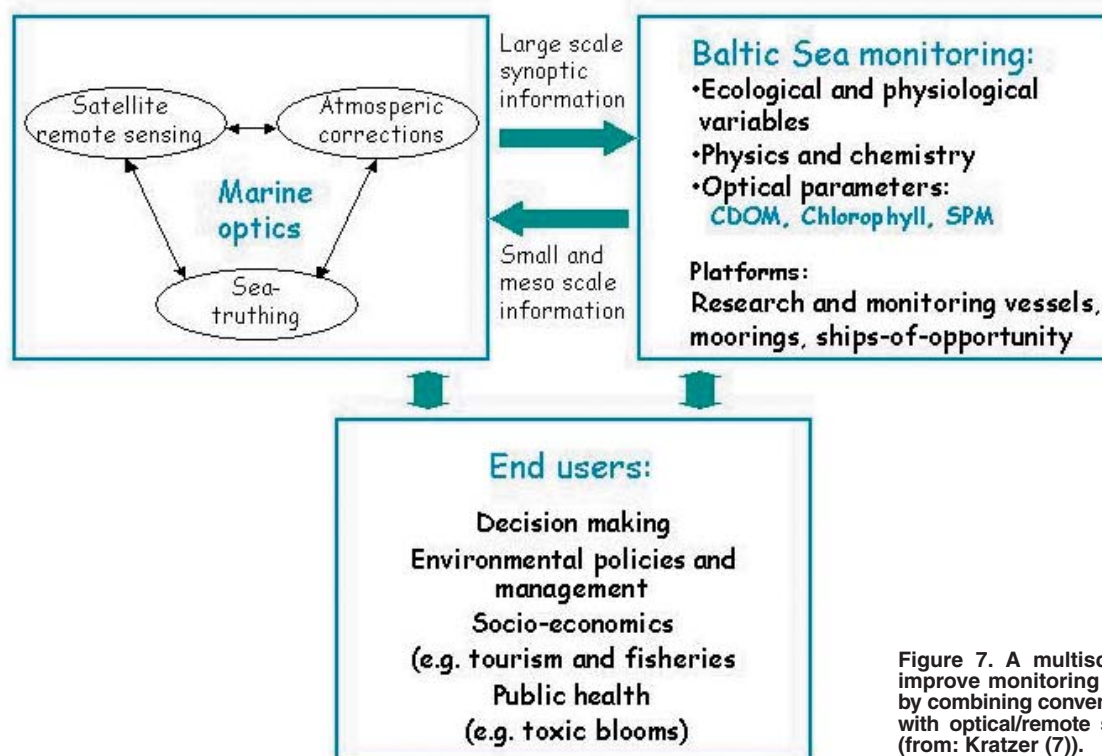 Satellite
remote sensing
Atmosperic
corrections
Marine
optics
Sea-
truthing
Large scale
synoptic
information
Small and
meso scale
information
Baltic Sea monitoring:
•Ecological and physiological
variables
•Physics and chemistry
•Optical parameters:
CDOM, Chlorophyll, SPM
Platforms:
Research and monitoring vessels,
moorings, ships-of-opportunity
End users:
Decision making
Environmental policies and
management
Socio-economics
(e.g. tourism and fisheries
Public health
(e.g. toxic blooms)
Figure 7. A
improve monitoring
by combining
with optical/remote
(from: Kratzer (7)).